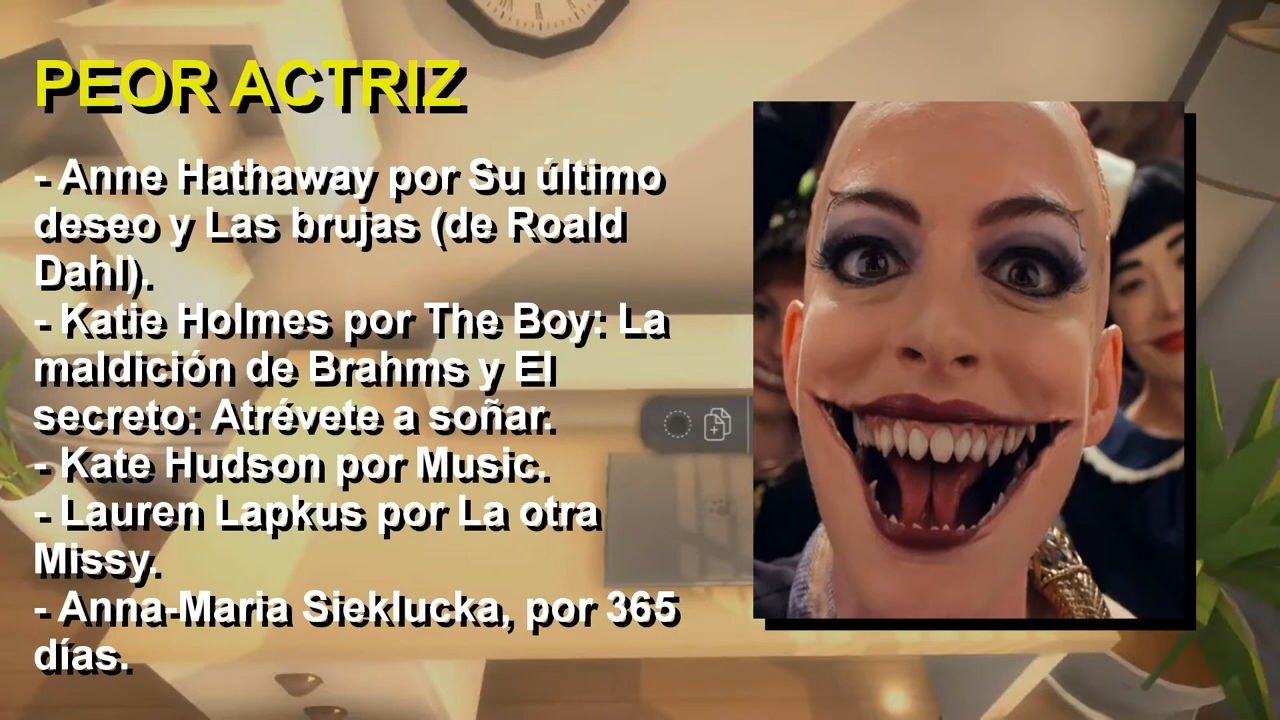 PEOR ACTRIZ
- Anne Hathaway por Su último
deseo y Las brujas (de Roald
Dahl).
- Katie Holmes por The Boy: La
maldición de Brahms y El
secreto: Atrévete a soñar.
- Kate Hudson por Music.
- Lauren Lapkus por La otra
Missy.
- Anna-Maria Sieklucka, por 365
días.